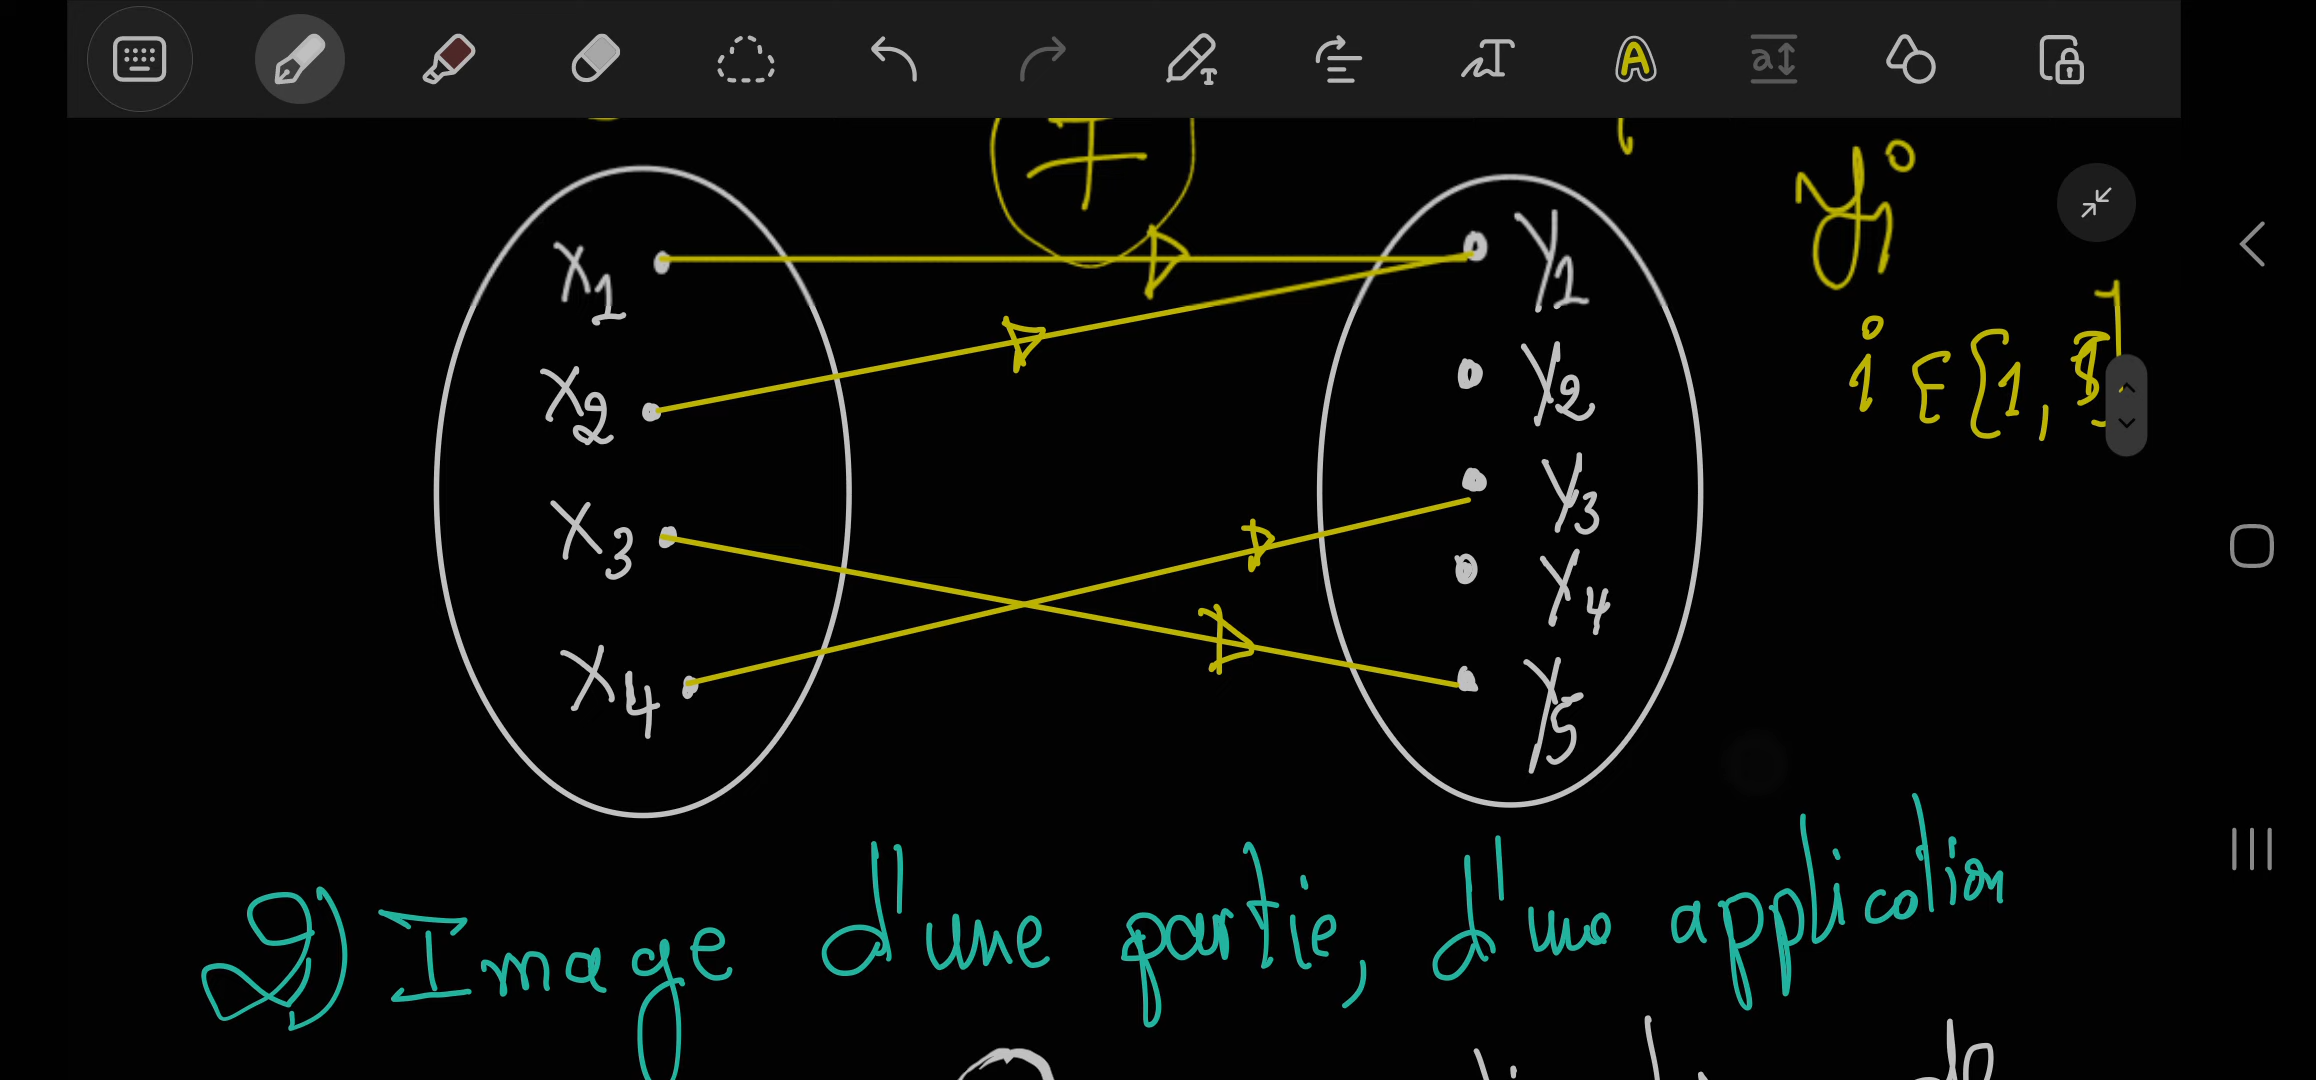 F
x1
x2
x3
x4
y1
y2
y3
y4
y5
yi
i ∈ {1,5}
2) Image d'une partie, d'une application